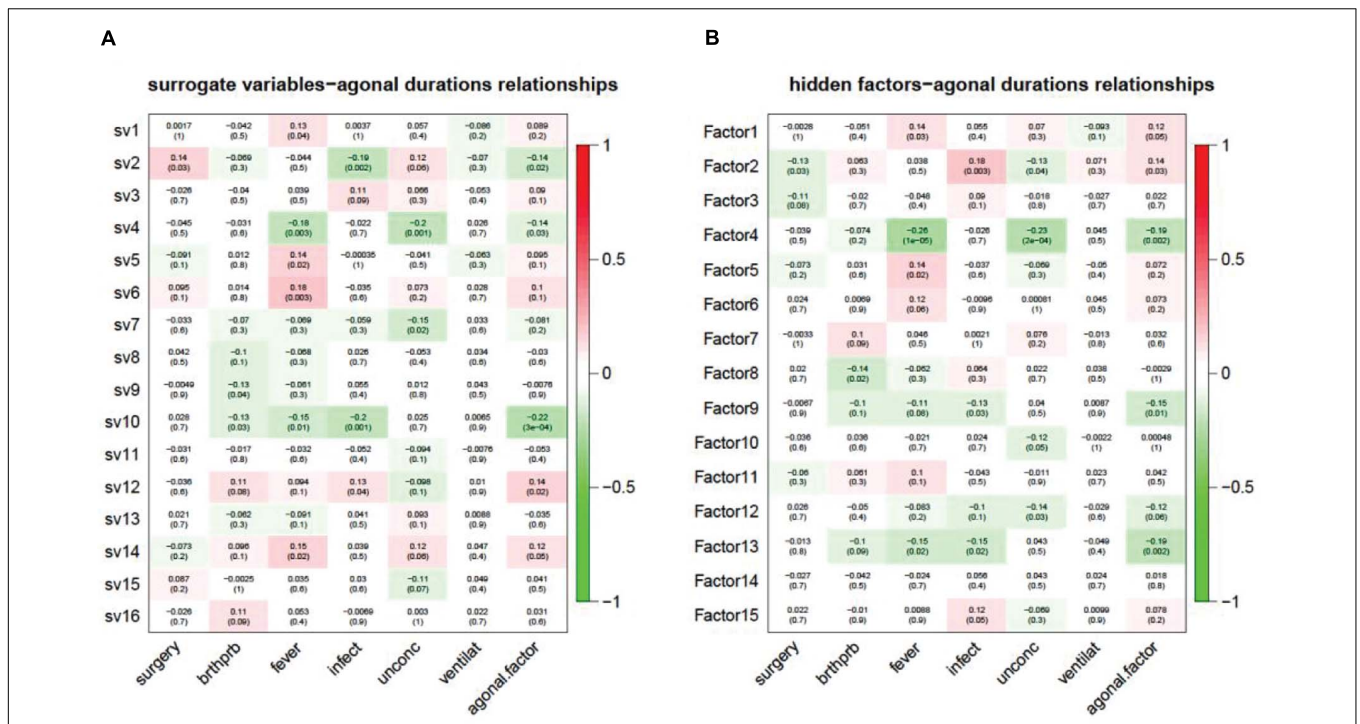 A
surrogate variables-agonal durations relationships
sv1 0.0017 -0.042 0.13 0.0037 0.057 -0.086 0.089
(1) (0.5) (0.04) (1) (0.4) (0.2) (0.2)
sv2 0.14 -0.069 -0.044 -0.19 0.12 -0.07 -0.14
(0.03) (0.3) (0.5) (0.002) (0.06) (0.3) (0.02)
sv3 -0.026 -0.04 0.039 0.11 0.066 -0.053 0.09
(0.7) (0.5) (0.5) (0.09) (0.3) (0.4) (0.1)
sv4 -0.045 -0.031 -0.18 -0.022 -0.2 0.026 -0.14
(0.5) (0.6) (0.003) (0.7) (0.001) (0.7) (0.03)
sv5 -0.091 0.012 0.14 -0.00035 -0.041 -0.063 0.095
(0.1) (0.8) (0.02) (1) (0.5) (0.3) (0.1)
sv6 0.095 0.014 0.18 -0.035 0.073 0.028 0.1
(0.1) (0.8) (0.003) (0.6) (0.2) (0.7) (0.1)
sv7 -0.033 -0.07 -0.069 -0.059 -0.15 0.033 -0.081
(0.6) (0.3) (0.3) (0.3) (0.02) (0.6) (0.2)
sv8 0.042 -0.1 -0.068 0.026 -0.053 0.034 -0.03
(0.5) (0.1) (0.3) (0.7) (0.4) (0.6) (0.6)
sv9 -0.0049 -0.13 -0.061 0.055 0.012 0.043 -0.0076
(0.9) (0.04) (0.3) (0.4) (0.8) (0.5) (0.9)
sv10 0.028 -0.13 -0.15 -0.2 0.025 0.0065 -0.22
(0.7) (0.03) (0.01) (0.001) (0.7) (0.9) (3e-04)
sv11 -0.031 -0.017 -0.032 -0.052 -0.094 -0.0076 -0.053
(0.6) (0.8) (0.6) (0.4) (0.1) (0.9) (0.4)
sv12 -0.036 0.11 0.094 0.13 -0.098 0.01 0.14
(0.6) (0.08) (0.1) (0.04) (0.1) (0.9) (0.02)
sv13 0.021 -0.062 -0.091 0.041 0.093 0.0088 -0.035
(0.7) (0.3) (0.1) (0.5) (0.1) (0.9) (0.6)
sv14 -0.073 0.096 0.15 0.039 0.12 0.047 0.12
(0.2) (0.1) (0.02) (0.5) (0.06) (0.4) (0.05)
sv15 0.087 -0.0025 0.035 0.03 -0.11 0.049 0.041
(0.2) (1) (0.6) (0.6) (0.07) (0.4) (0.5)
sv16 -0.026 0.11 0.053 -0.0069 0.003 0.022 0.031
(0.7) (0.09) (0.4) (0.9) (1) (0.7) (0.6)
surgery brthprb fever infect unconc ventilat agonal.factor
1
0.5
0
-0.5
-1
B
hidden factors-agonal durations relationships
Factor1 -0.0028 -0.051 0.14 0.055 0.07 -0.093 0.12
(1) (0.4) (0.03) (0.4) (0.3) (0.1) (0.05)
Factor2 -0.13 0.063 0.038 0.18 -0.13 0.071 0.14
(0.03) (0.3) (0.5) (0.003) (0.04) (0.3) (0.03)
Factor3 -0.11 -0.02 -0.048 0.09 -0.018 -0.027 0.022
(0.08) (0.7) (0.4) (0.1) (0.8) (0.7) (0.7)
Factor4 -0.039 -0.074 -0.26 -0.026 -0.23 0.045 -0.19
(0.5) (0.2) (1e-05) (0.7) (2e-04) (0.5) (0.002)
Factor5 -0.073 0.031 0.14 -0.037 -0.069 -0.05 0.072
(0.2) (0.6) (0.02) (0.6) (0.3) (0.4) (0.2)
Factor6 0.024 0.0069 0.12 -0.0096 0.00081 0.045 0.073
(0.7) (0.9) (0.06) (0.9) (1) (0.5) (0.2)
Factor7 -0.0033 0.1 0.046 0.0021 0.076 -0.013 0.032
(1) (0.09) (0.5) (1) (0.2) (0.8) (0.6)
Factor8 0.02 -0.14 -0.062 0.064 0.022 0.038 -0.0029
(0.7) (0.02) (0.3) (0.3) (0.7) (0.5) (1)
Factor9 -0.0067 -0.1 -0.11 -0.13 0.04 0.0087 -0.15
(0.9) (0.1) (0.08) (0.03) (0.5) (0.9) (0.01)
Factor10 -0.036 0.036 -0.021 0.024 -0.12 -0.0022 0.00048
(0.6) (0.6) (0.7) (0.7) (0.05) (1) (1)
Factor11 -0.06 0.061 0.1 -0.043 -0.011 0.023 0.042
(0.3) (0.3) (0.1) (0.5) (0.9) (0.7) (0.5)
Factor12 0.026 -0.05 -0.083 -0.1 -0.14 -0.029 -0.12
(0.7) (0.4) (0.2) (0.1) (0.03) (0.6) (0.06)
Factor13 -0.013 -0.1 -0.15 -0.15 0.043 -0.049 -0.19
(0.8) (0.09) (0.02) (0.02) (0.5) (0.4) (0.002)
Factor14 -0.027 -0.042 -0.024 0.056 0.043 0.024 0.018
(0.7) (0.5) (0.7) (0.4) (0.5) (0.7) (0.8)
Factor15 0.022 -0.01 0.0088 0.12 -0.069 0.0099 0.078
(0.7) (0.9) (0.9) (0.05) (0.3) (0.9) (0.2)
surgery brthprb fever infect unconc ventilat agonal.factor
1
0.5
0
-0.5
-1